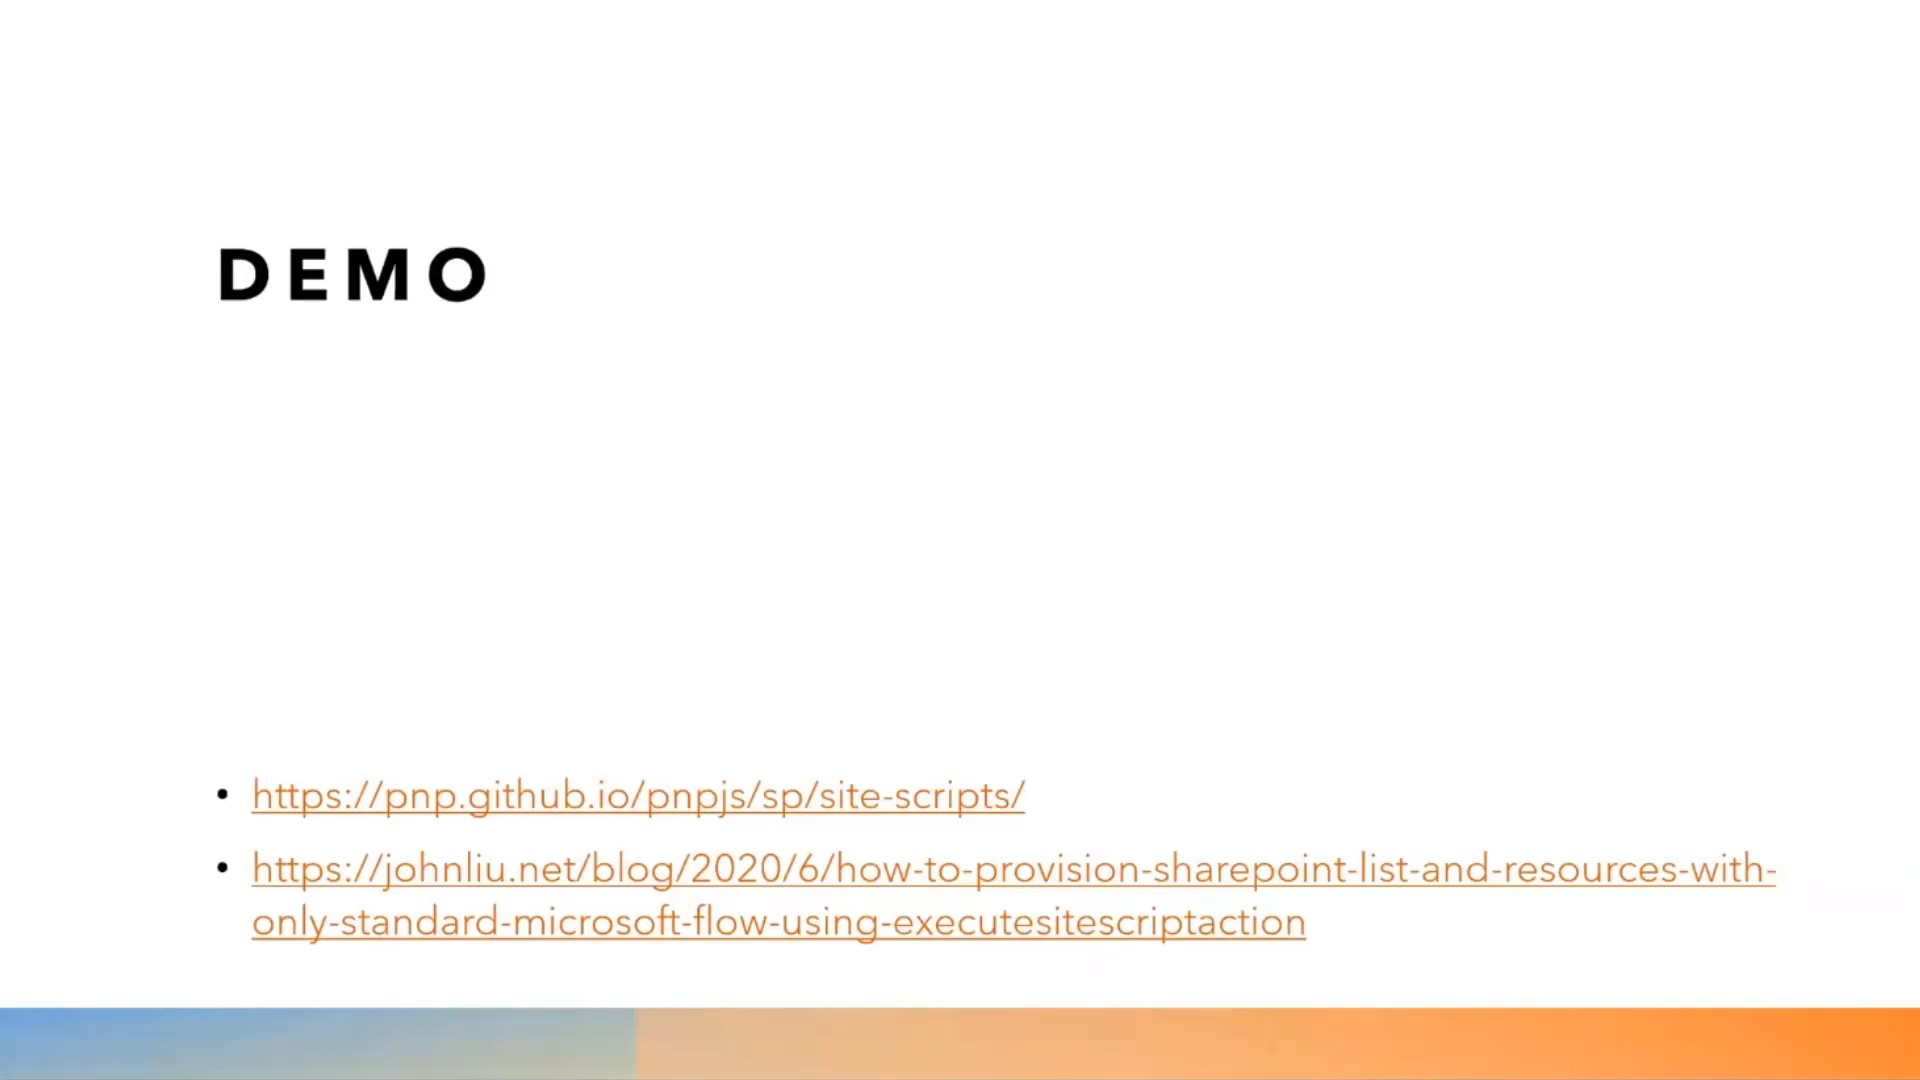 DEMO
• https://pnp.github.io/pnpjs/sp/site-scripts/
• https://johnliu.net/blog/2020/6/how-to-provision-sharepoint-list-and-resources-with-
only-standard-microsoft-flow-using-executesitescriptaction